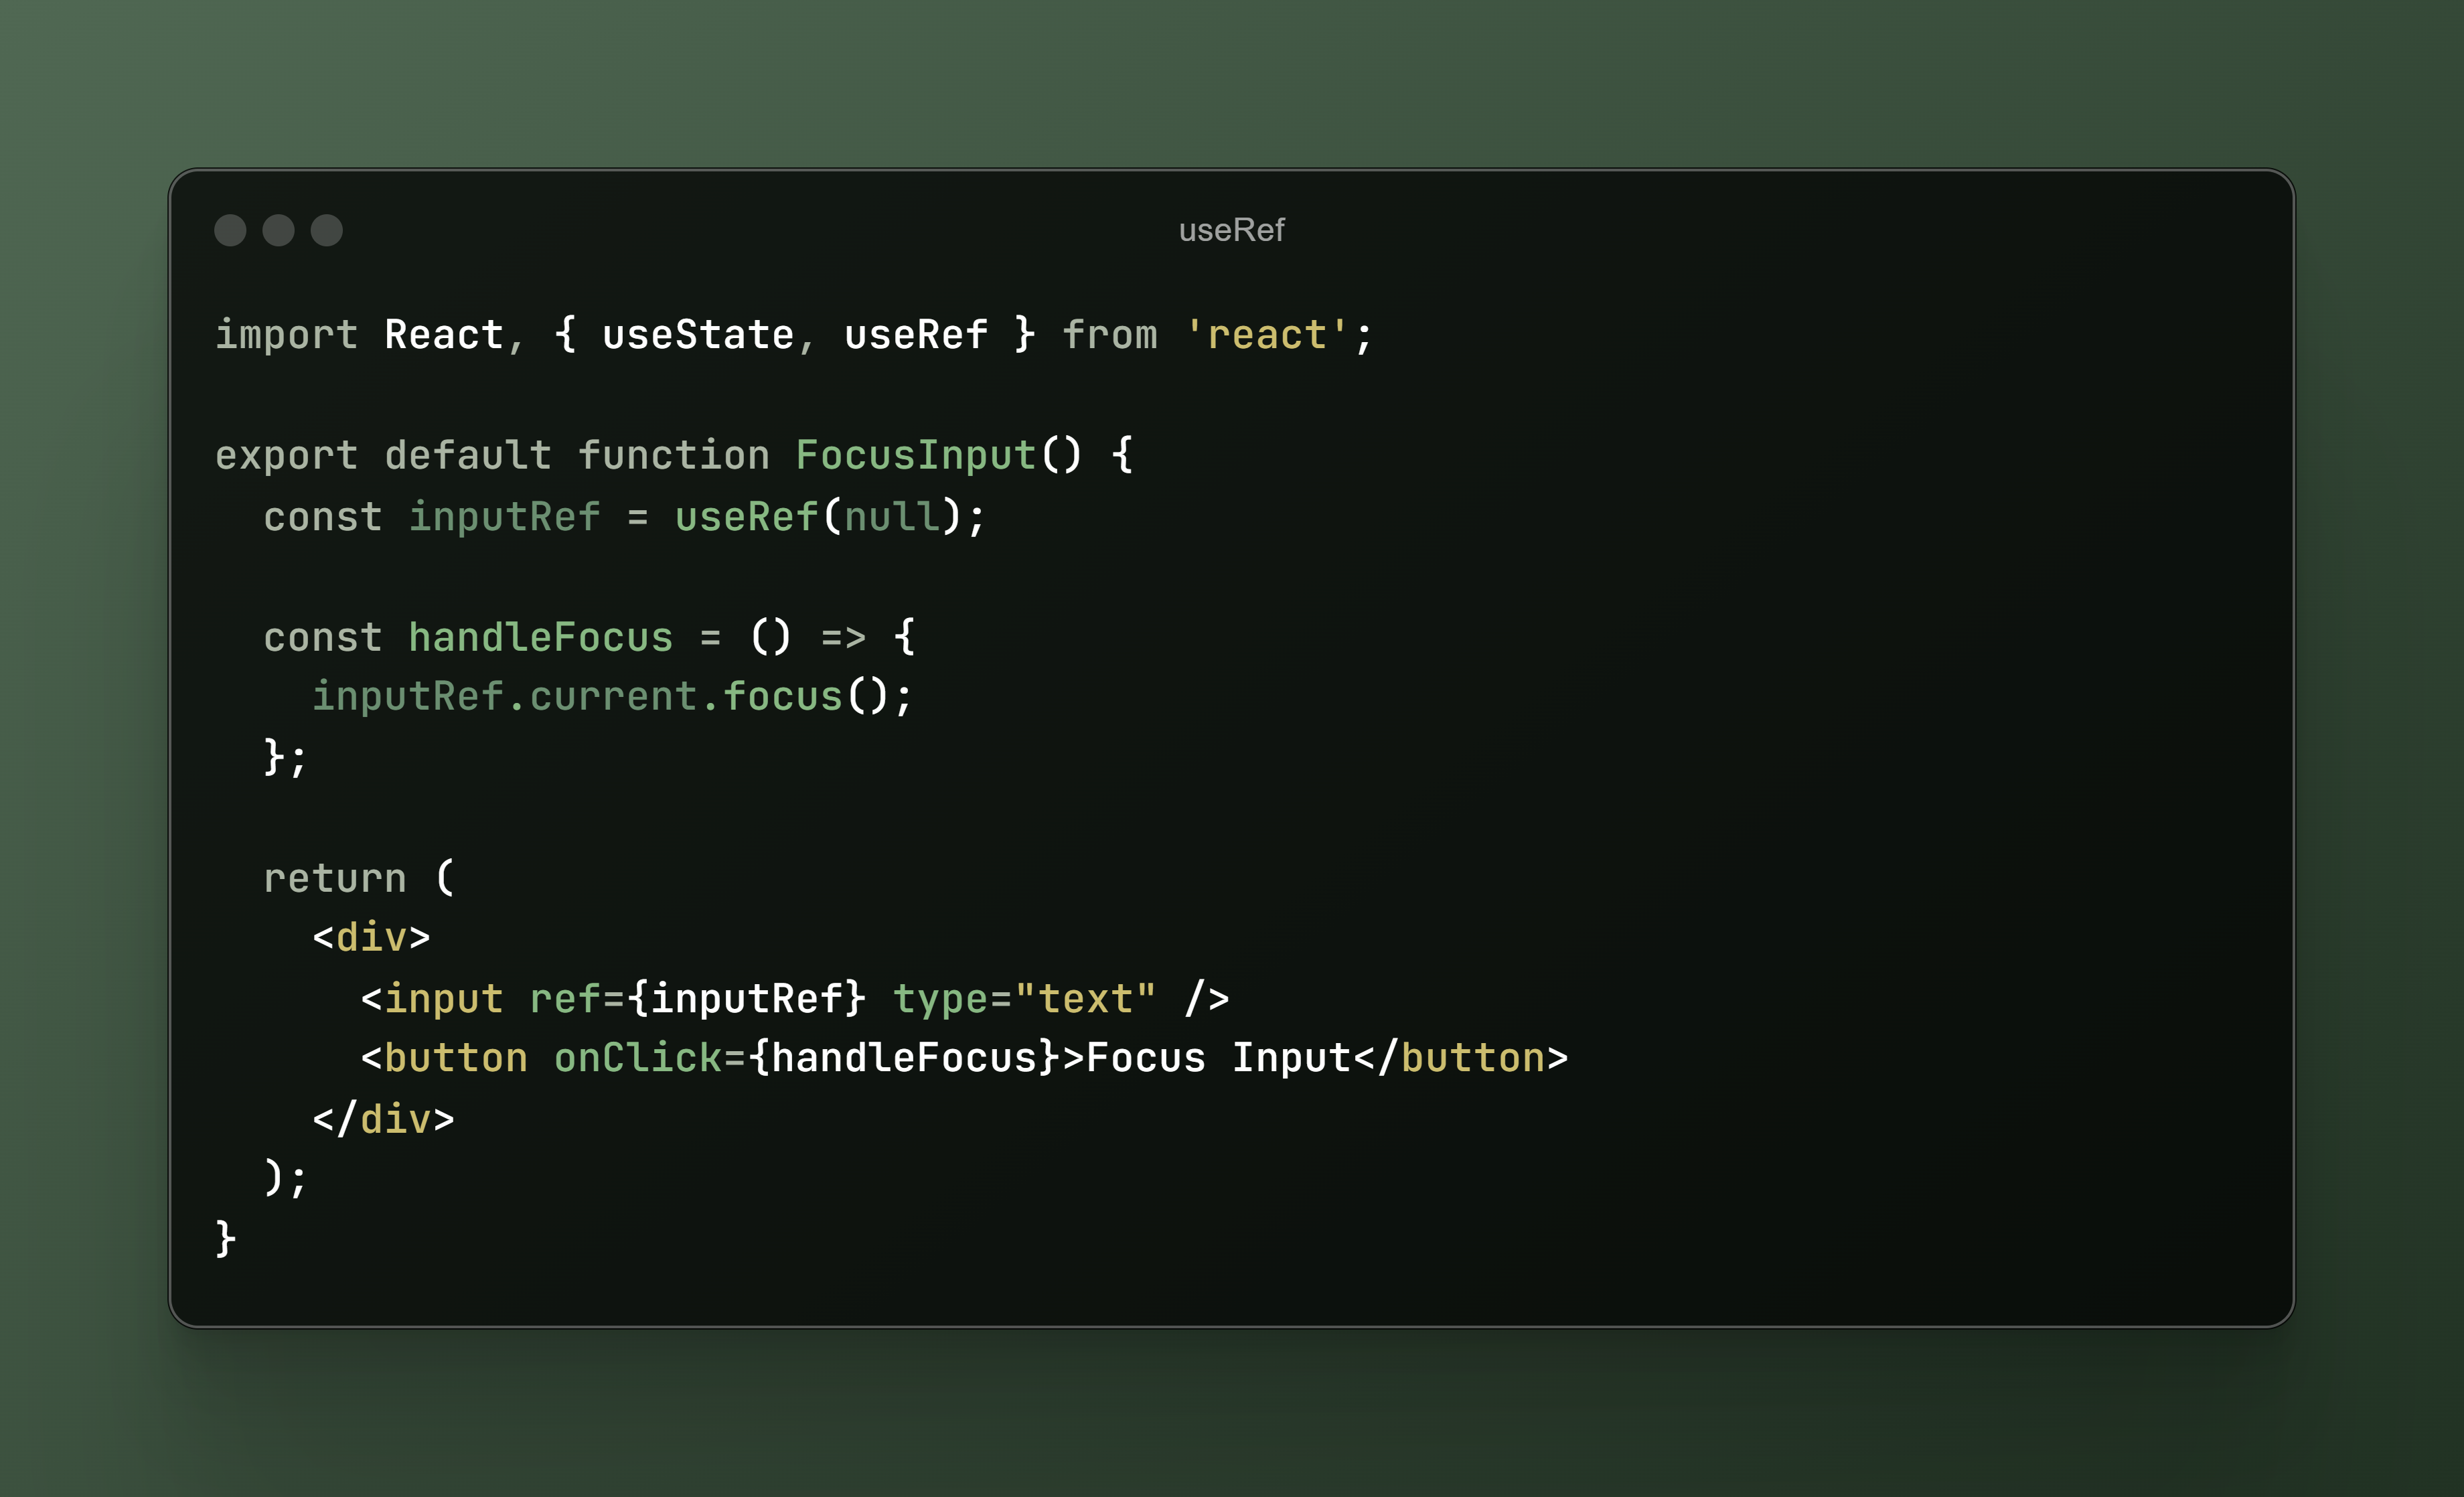 useRef
import React, { useState, useRef } from 'react';

export default function FocusInput() {
  const inputRef = useRef(null);

  const handleFocus = () => {
    inputRef.current.focus();
  };

  return (
    <div>
      <input ref={inputRef} type="text" />
      <button onClick={handleFocus}>Focus Input</button>
    </div>
  );
}